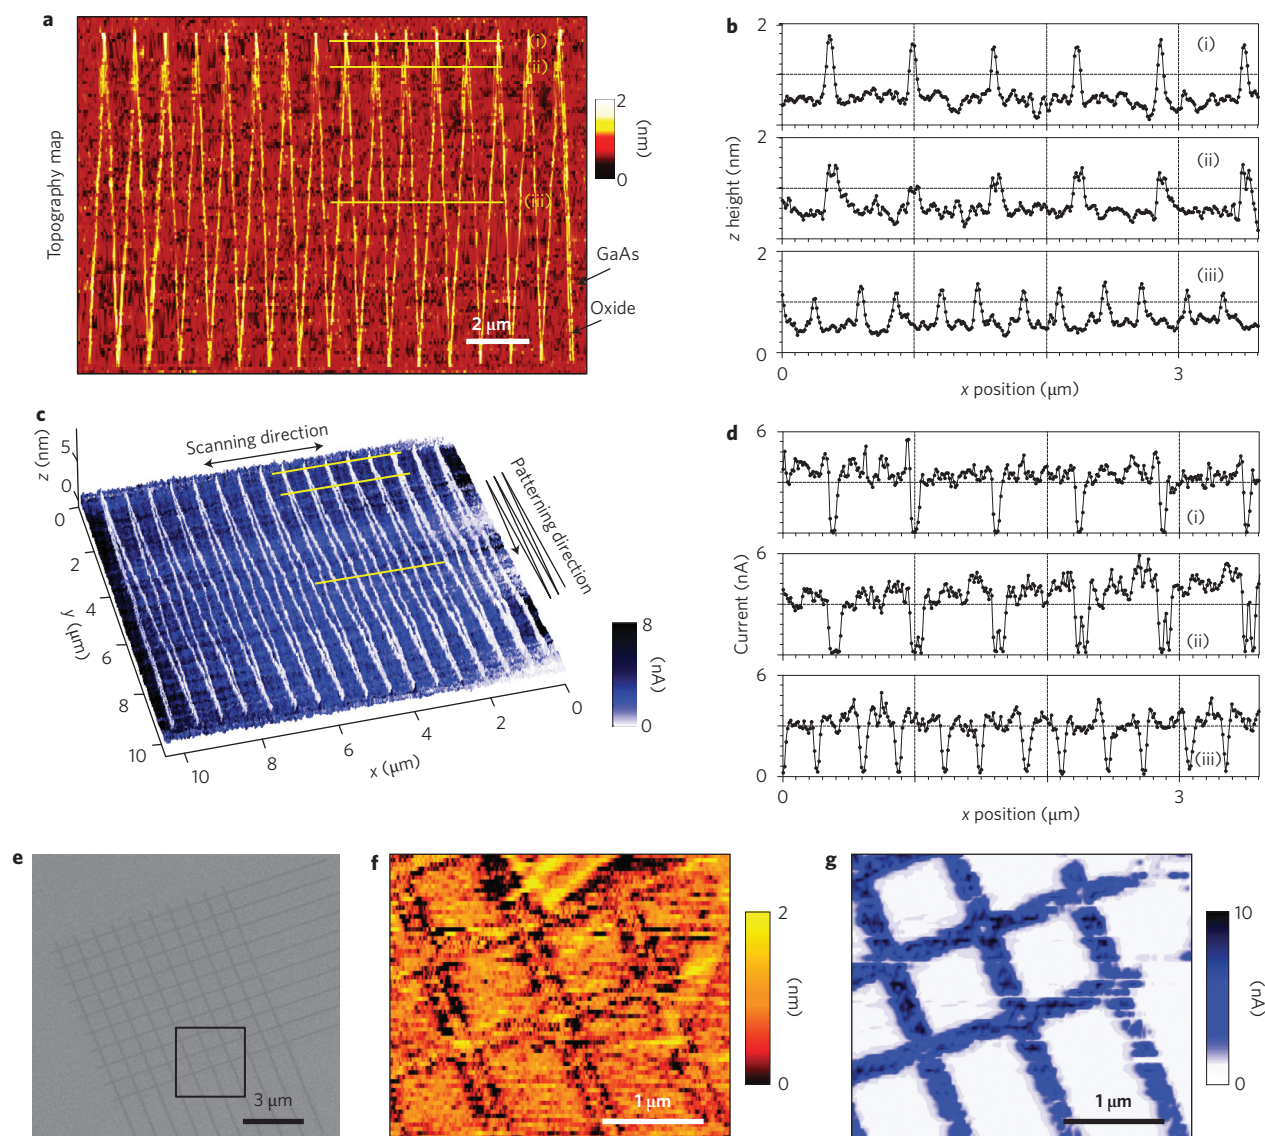 a
Topography map
(i)
(ii)
(iii)
2
0
(nm)
GaAs
Oxide
2 μm
b
2
(i)
2
(ii)
2
(iii)
0
z height (nm)
0
3
x position (μm)
c
z (nm)
5
0
Scanning direction
Patterning direction
0
2
4
6
8
10
y (μm)
10
8
6
4
2
0
x (μm)
8
0
(nA)
d
6
(i)
6
(ii)
6
(iii)
0
Current (nA)
0
3
x position (μm)
e
3 μm
f
1 μm
2
0
(nm)
g
1 μm
10
0
(nA)